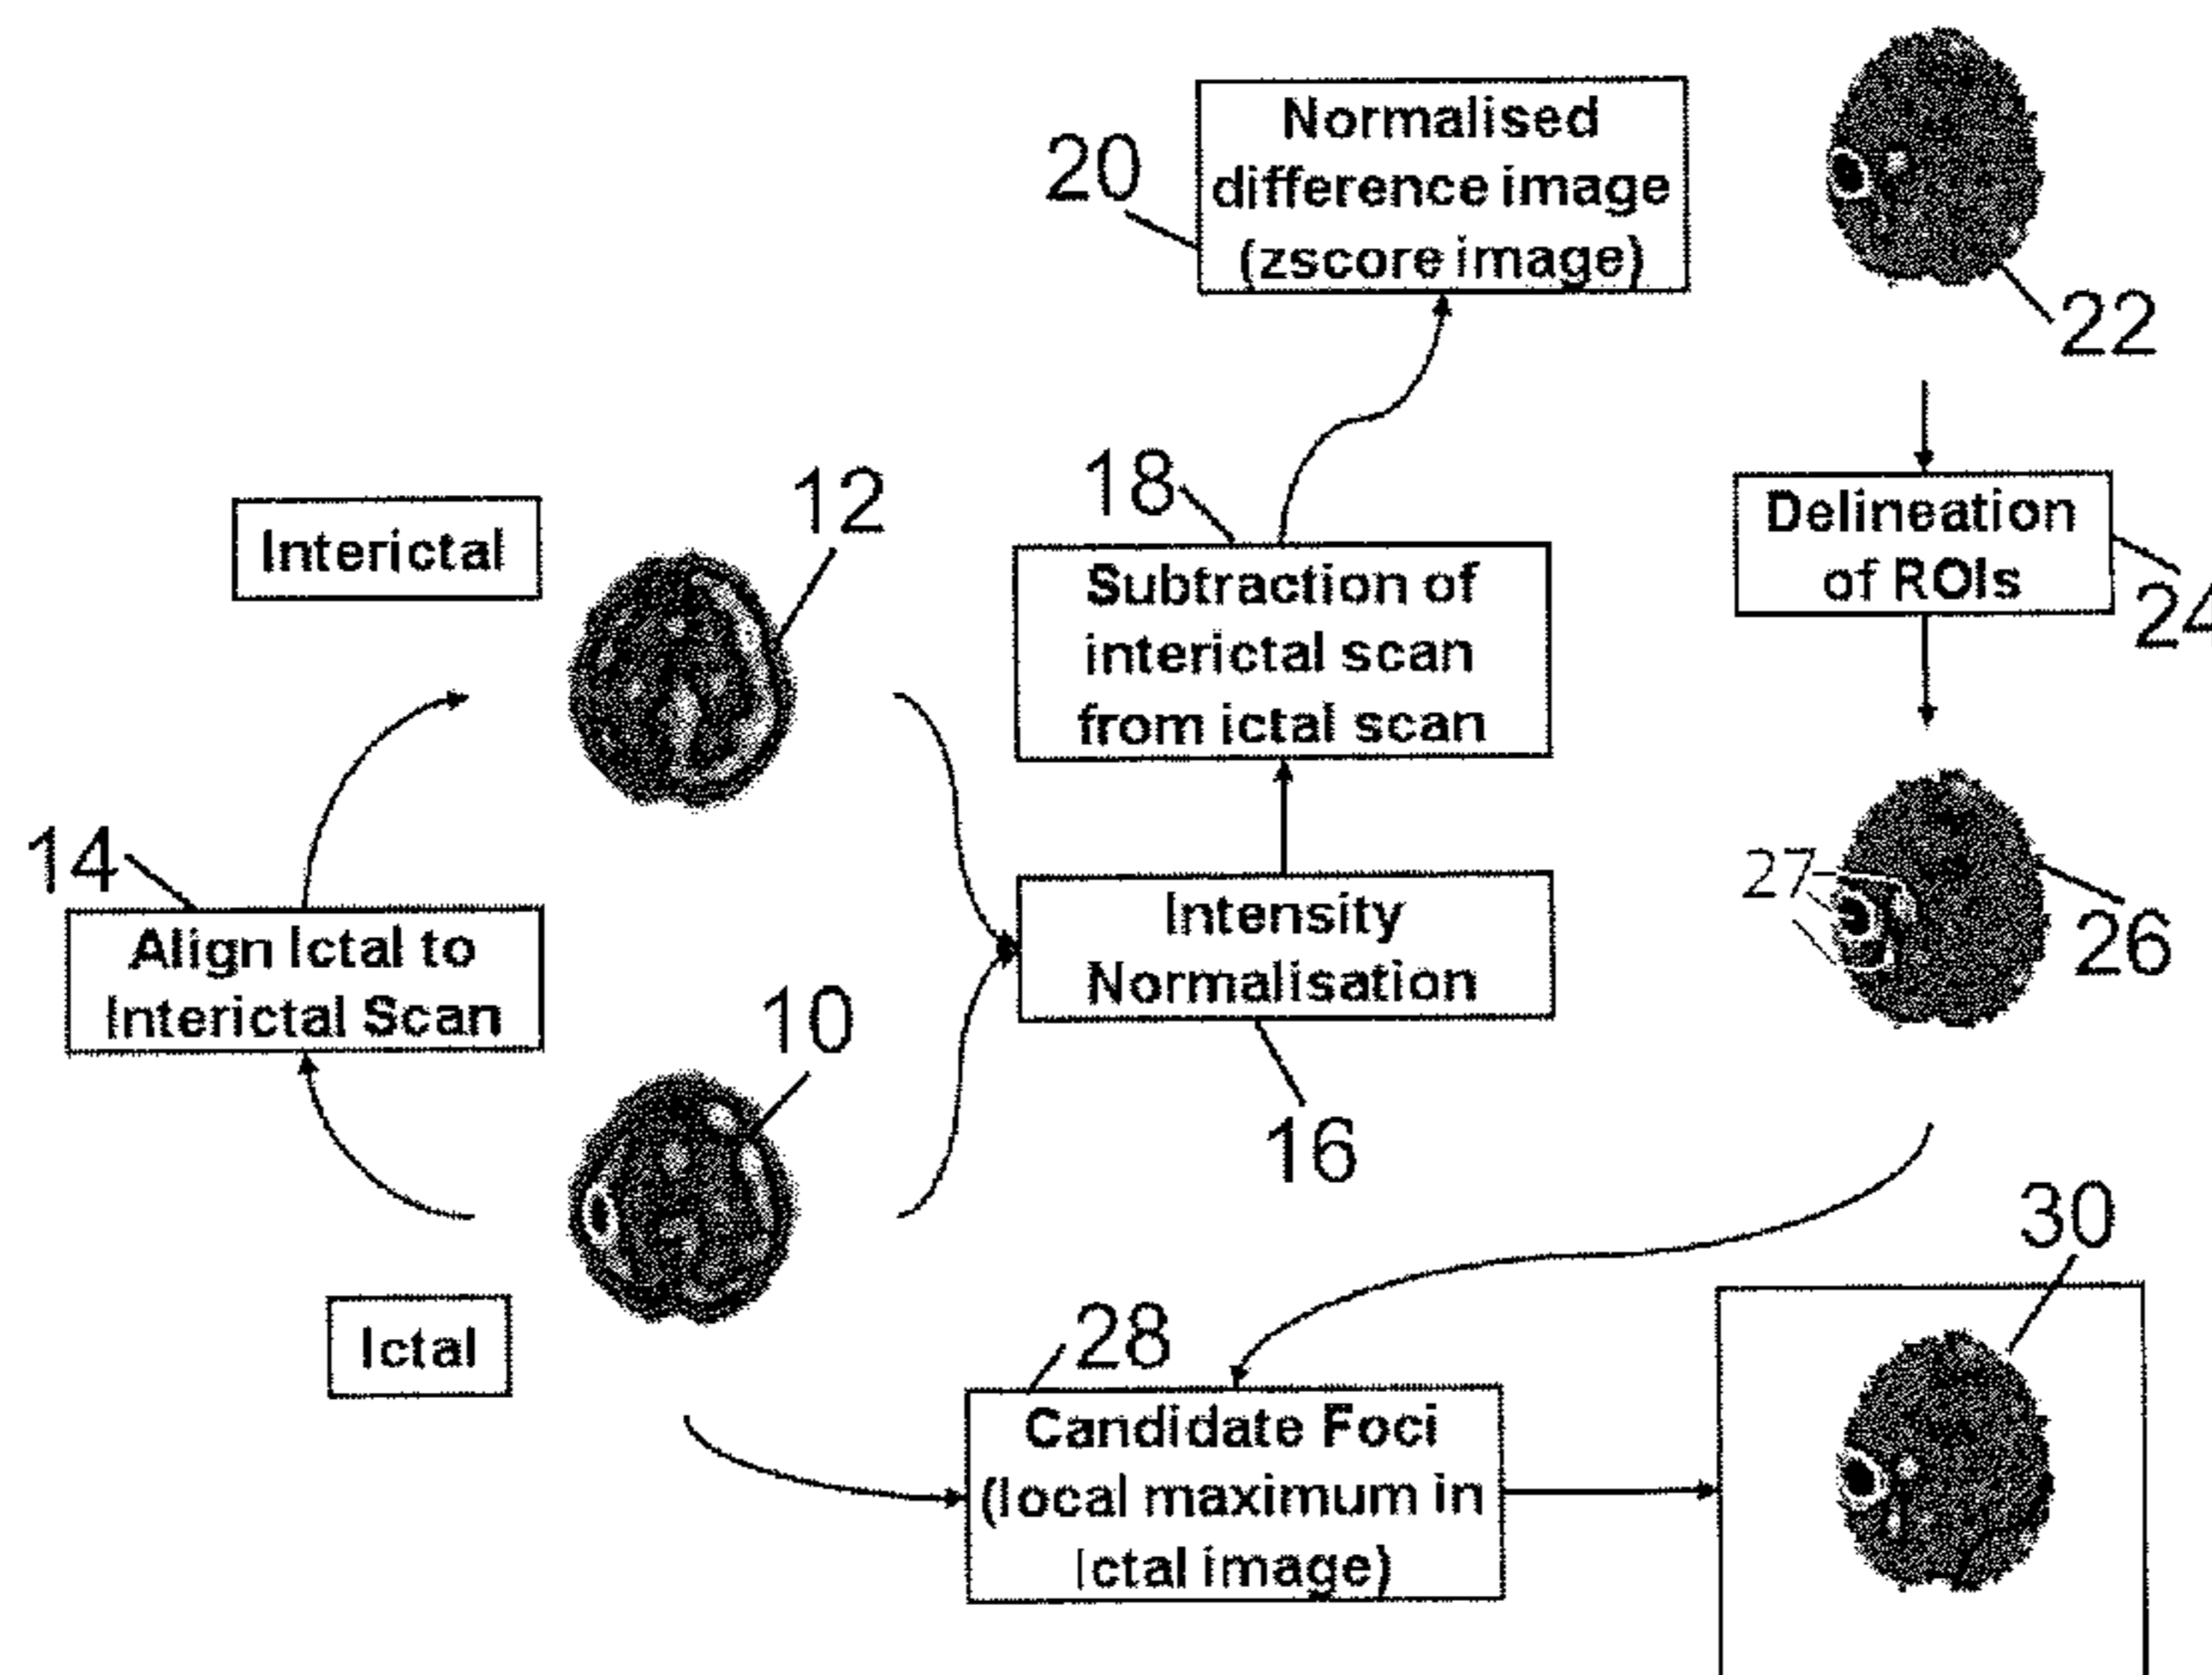 Normalised
difference image
(zscore image)
20
22
18
12
Interictal
Delineation
of ROIs
24
Subtraction of
interictal scan
from ictal scan
14
Align Ictal to
Interictal Scan
27
26
Intensity
Normalisation
10
16
30
Ictal
28
Candidate Foci
(local maximum in
Ictal image)